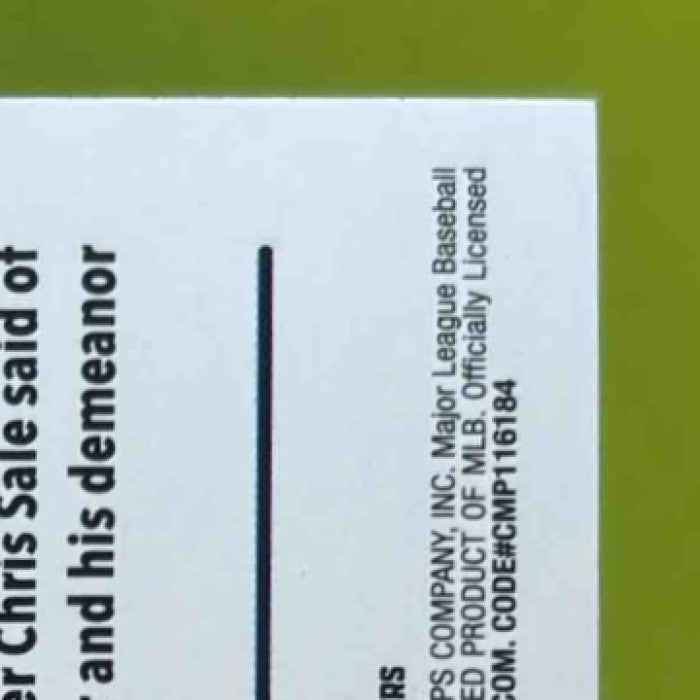 er Chris Sale said of
and his demeanor
RS
PS COMPANY, INC. Major League Baseball
ED PRODUCT OF MLB. Officially Licensed
COM. CODE#CMP116184